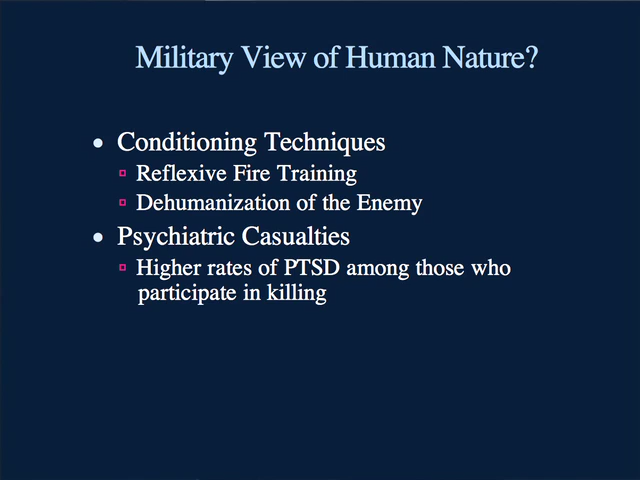 Military View of Human Nature?
• Conditioning Techniques
▫ Reflexive Fire Training
▫ Dehumanization of the Enemy
• Psychiatric Casualties
▫ Higher rates of PTSD among those who
participate in killing